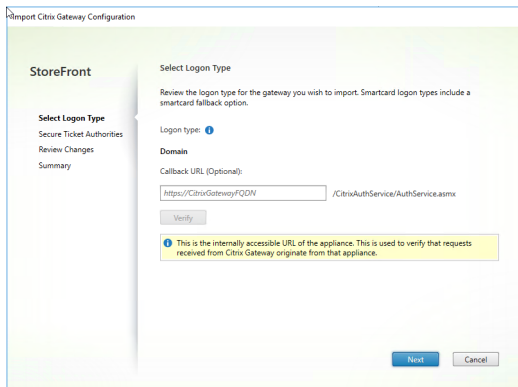 Import Citrix Gateway Configuration
StoreFront
Select Logon Type
Secure Ticket Authorities
Review Changes
Summary
Select Logon Type
Review the logon type for the gateway you wish to import. Smartcard logon types include a
smartcard fallback option.
Logon type:
Domain
Callback URL (Optional):
https://CitrixGatewayFQDN /CitrixAuthService/AuthService.asmx
Verify
This is the internally accessible URL of the appliance. This is used to verify that requests
received from Citrix Gateway originate from that appliance.
Next Cancel